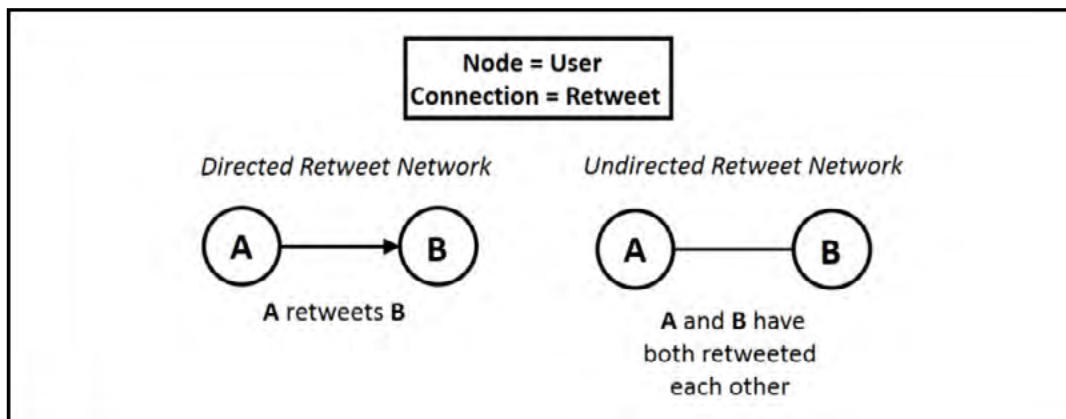 Node = User
Connection = Retweet
Directed Retweet Network
Undirected Retweet Network
A
B
A
B
A retweets B
A and B have
both retweeted
each other